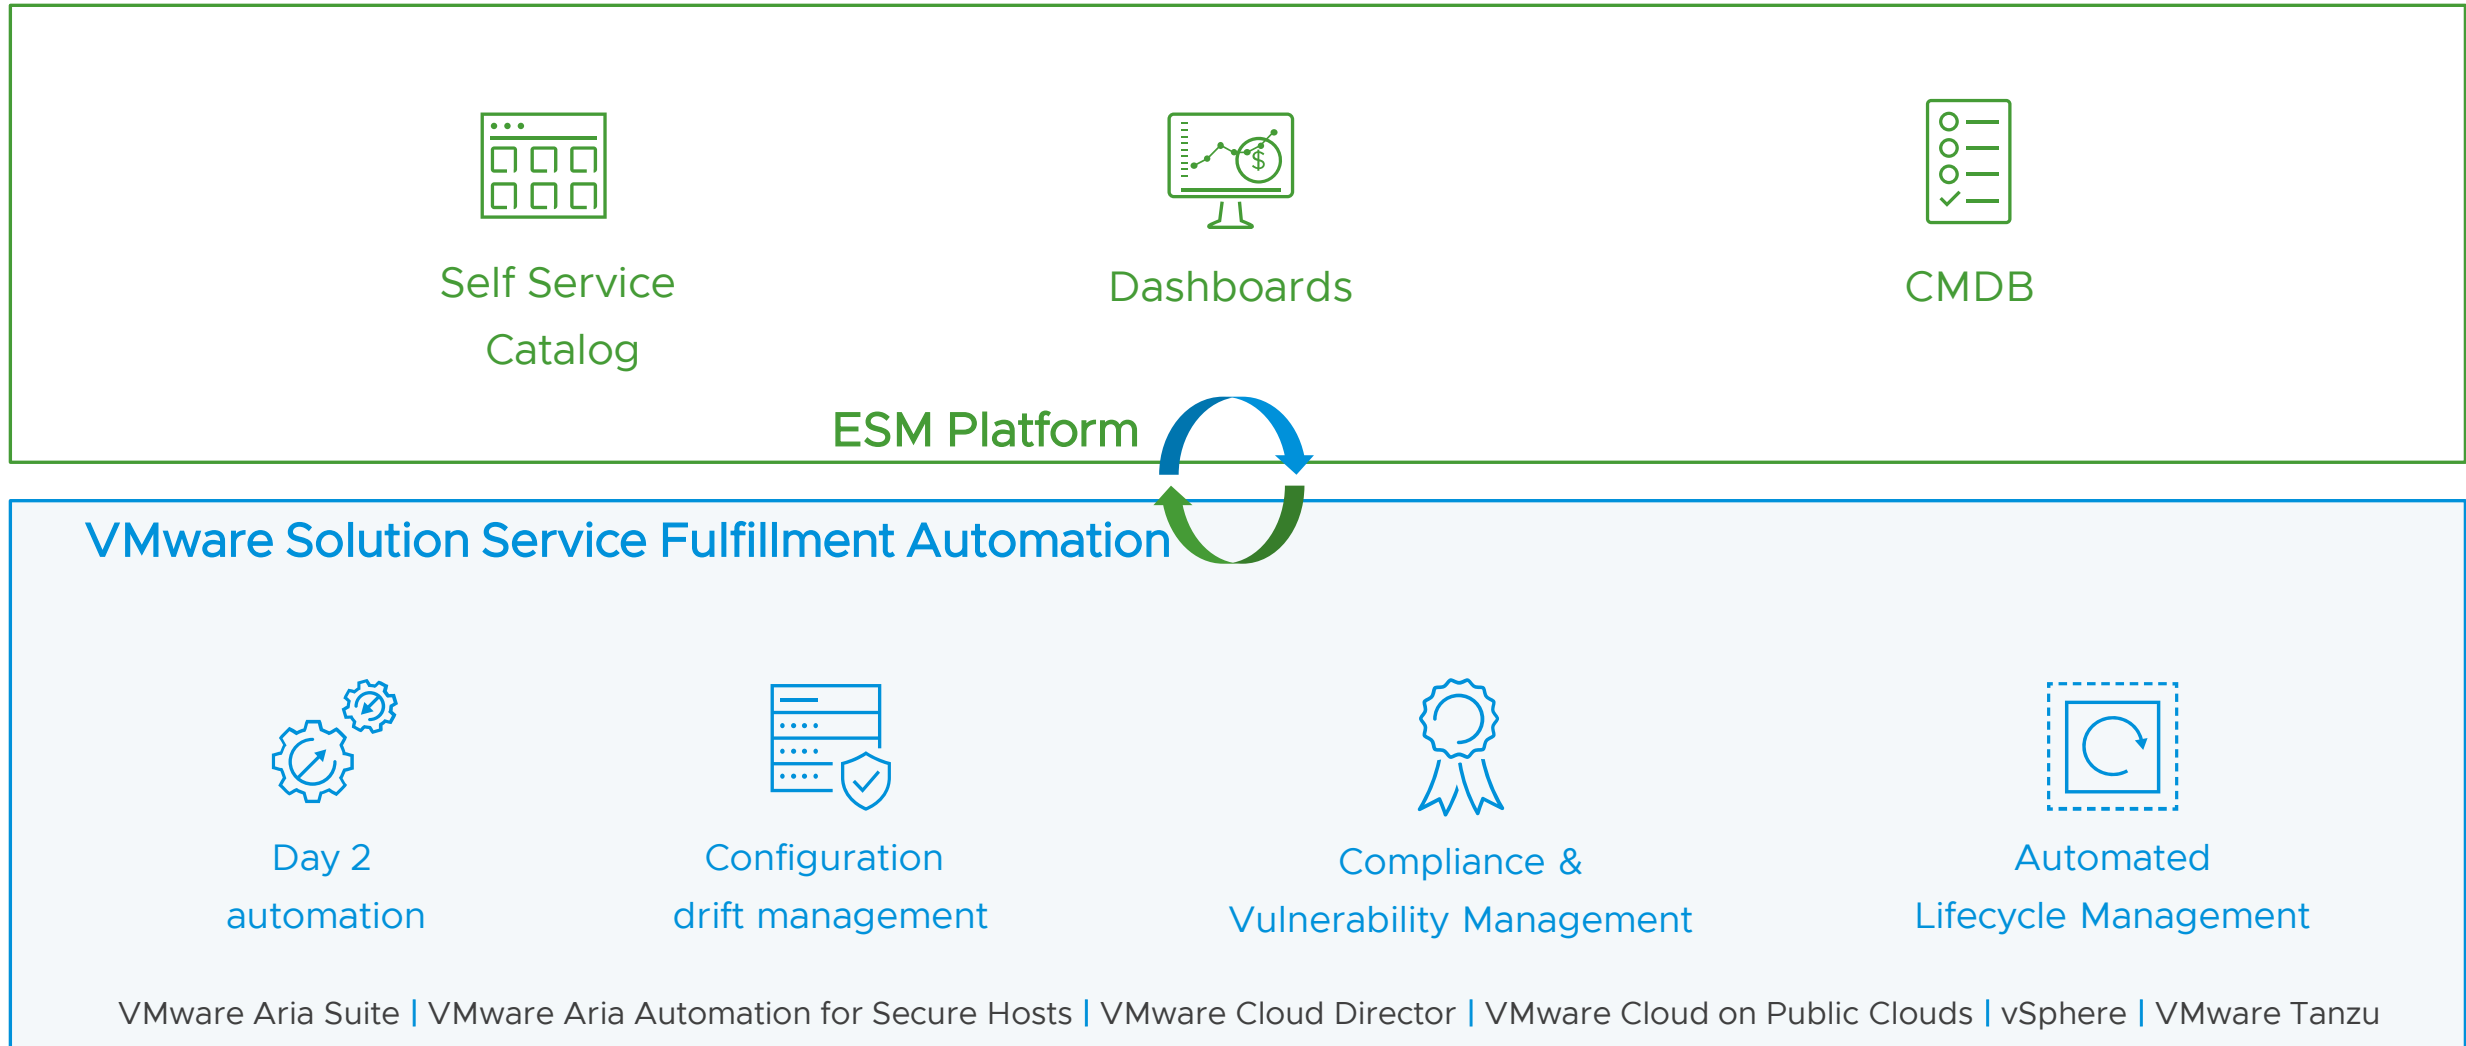 Self Service
Catalog
Dashboards
CMDB
$
ESM Platform
VMware Solution Service Fulfillment Automation
Day 2
automation
Configuration
drift management
Compliance &
Vulnerability Management
Automated
Lifecycle Management
VMware Aria Suite | VMware Aria Automation for Secure Hosts | VMware Cloud Director | VMware Cloud on Public Clouds | vSphere | VMware Tanzu